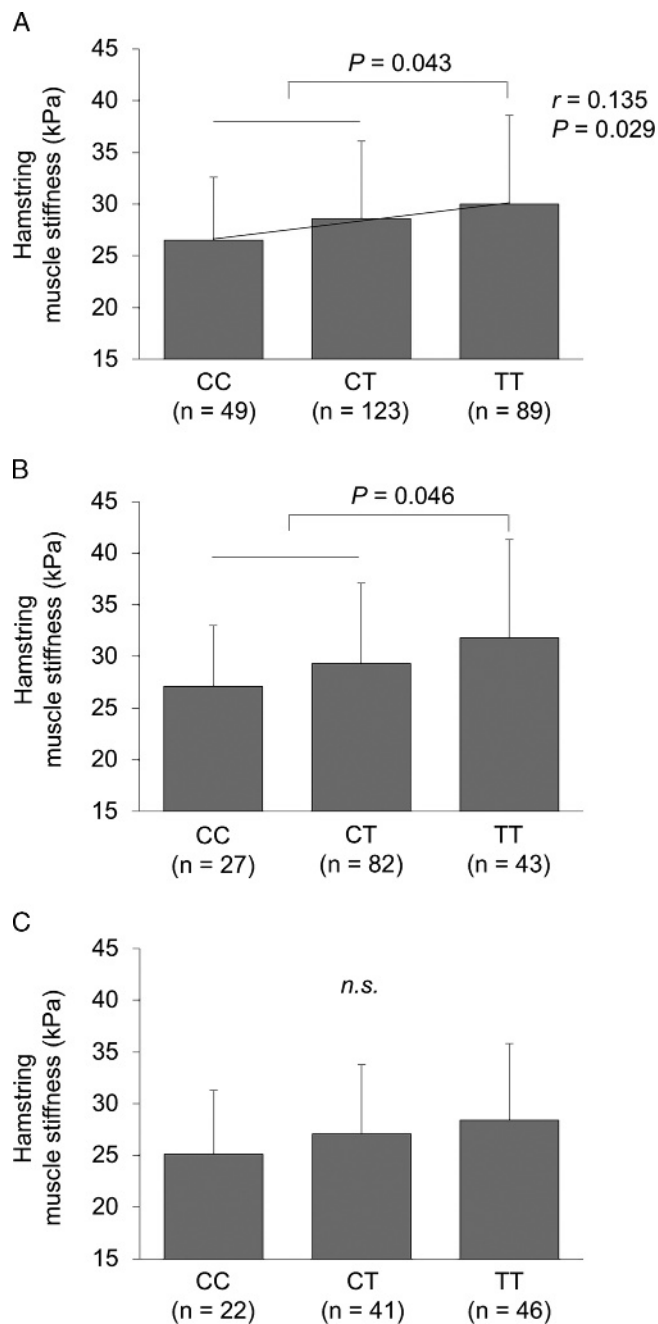 A
Hamstring
muscle stiffness (kPa)
45
40
35
30
25
20
15
P = 0.043
r = 0.135
P = 0.029
CC
(n = 49)
CT
(n = 123)
TT
(n = 89)
B
Hamstring
muscle stiffness (kPa)
45
40
35
30
25
20
15
P = 0.046
CC
(n = 27)
CT
(n = 82)
TT
(n = 43)
C
Hamstring
muscle stiffness (kPa)
45
40
35
30
25
20
15
n.s.
CC
(n = 22)
CT
(n = 41)
TT
(n = 46)